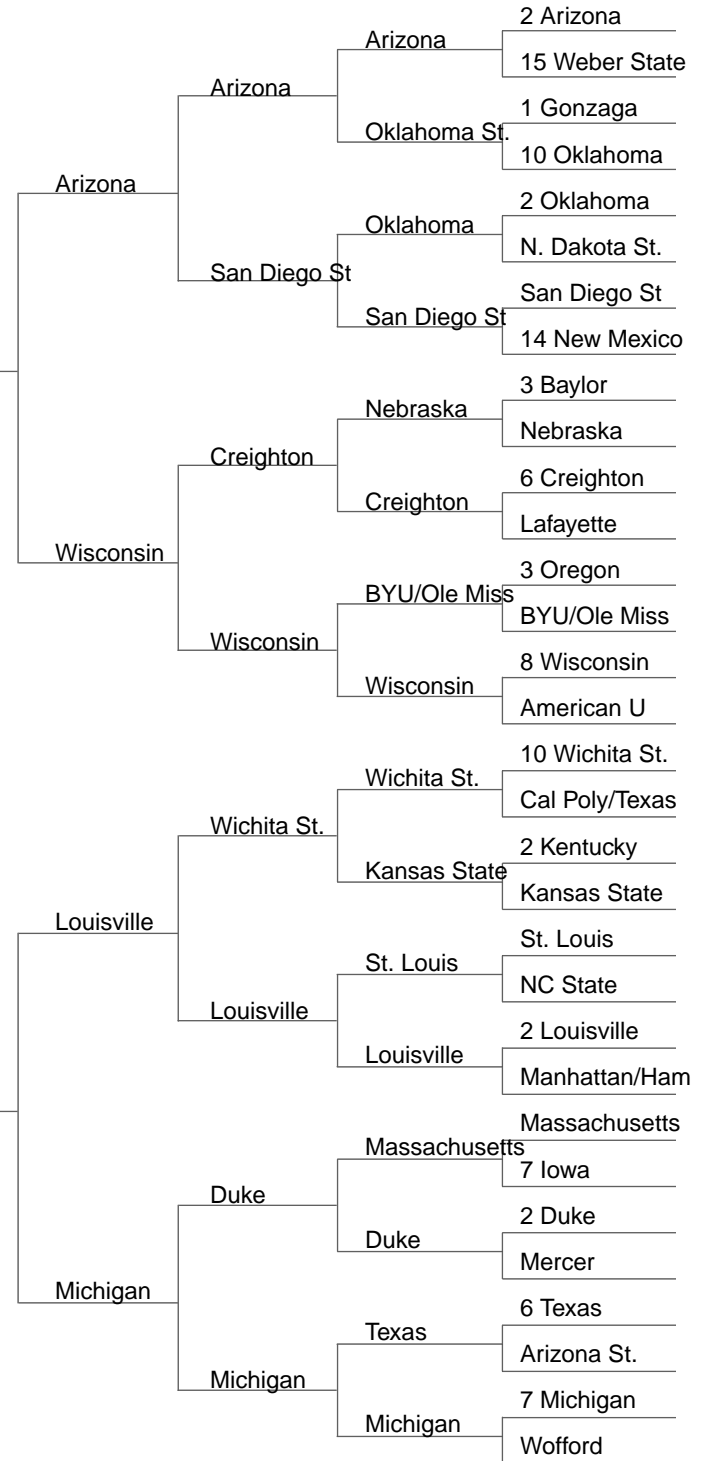 2 Arizona
Arizona
15 Weber State
Arizona
1 Gonzaga
Oklahoma St.
10 Oklahoma
Arizona
2 Oklahoma
Oklahoma
N. Dakota St.
San Diego St
San Diego St
San Diego St
14 New Mexico
3 Baylor
Nebraska
Nebraska
Creighton
6 Creighton
Creighton
Lafayette
Wisconsin
3 Oregon
BYU/Ole Miss
BYU/Ole Miss
Wisconsin
8 Wisconsin
Wisconsin
American U
10 Wichita St.
Wichita St.
Cal Poly/Texas
Wichita St.
2 Kentucky
Kansas State
Kansas State
Louisville
St. Louis
St. Louis
NC State
Louisville
2 Louisville
Louisville
Manhattan/Ham
Massachusetts
Massachusetts
7 Iowa
Duke
2 Duke
Duke
Mercer
Michigan
6 Texas
Texas
Arizona St.
Michigan
7 Michigan
Michigan
Wofford